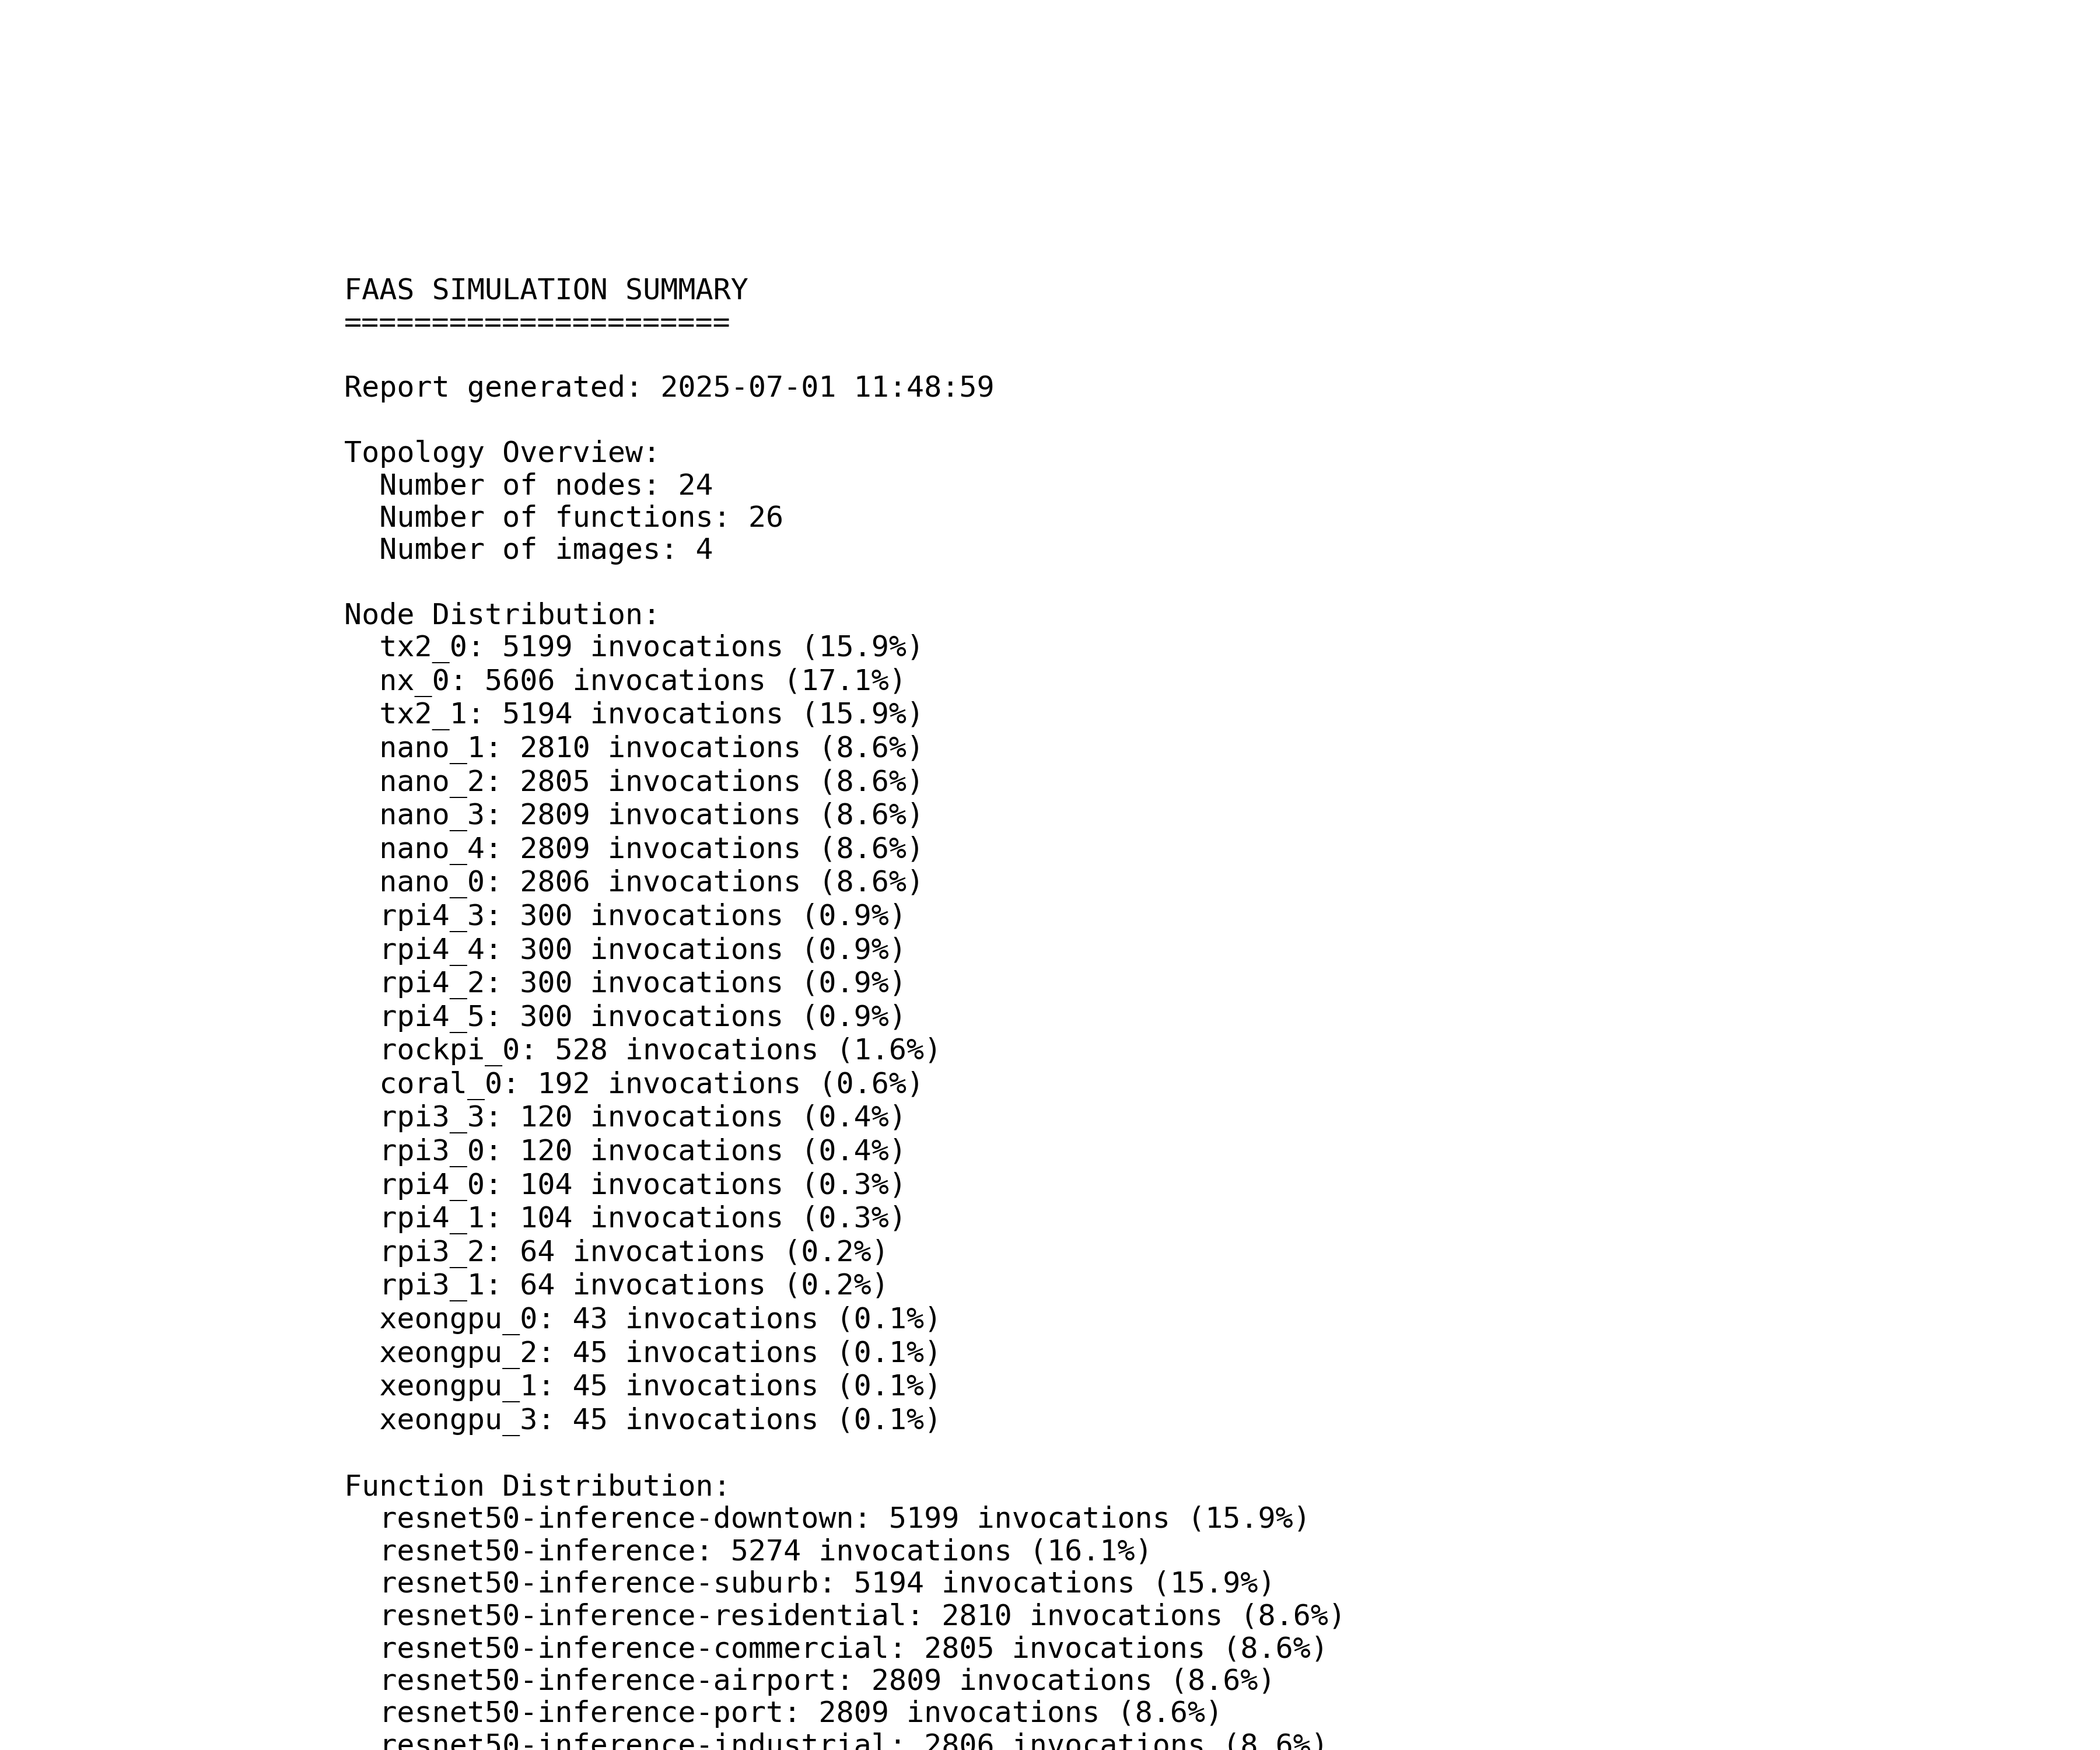 FAAS SIMULATION SUMMARY
======================
Report generated: 2025-07-01 11:48:59
Topology Overview:
Number of nodes: 24
Number of functions: 26
Number of images: 4
Node Distribution:
tx2_0: 5199 invocations (15.9%)
nx_0: 5606 invocations (17.1%)
tx2_1: 5194 invocations (15.9%)
nano_1: 2810 invocations (8.6%)
nano_2: 2805 invocations (8.6%)
nano_3: 2809 invocations (8.6%)
nano_4: 2809 invocations (8.6%)
nano_0: 2806 invocations (8.6%)
rpi4_3: 300 invocations (0.9%)
rpi4_4: 300 invocations (0.9%)
rpi4_2: 300 invocations (0.9%)
rpi4_5: 300 invocations (0.9%)
rockpi_0: 528 invocations (1.6%)
coral_0: 192 invocations (0.6%)
rpi3_3: 120 invocations (0.4%)
rpi3_0: 120 invocations (0.4%)
rpi4_0: 104 invocations (0.3%)
rpi4_1: 104 invocations (0.3%)
rpi3_2: 64 invocations (0.2%)
rpi3_1: 64 invocations (0.2%)
xeongpu_0: 43 invocations (0.1%)
xeongpu_2: 45 invocations (0.1%)
xeongpu_1: 45 invocations (0.1%)
xeongpu_3: 45 invocations (0.1%)
Function Distribution:
resnet50-inference-downtown: 5199 invocations (15.9%)
resnet50-inference: 5274 invocations (16.1%)
resnet50-inference-suburb: 5194 invocations (15.9%)
resnet50-inference-residential: 2810 invocations (8.6%)
resnet50-inference-commercial: 2805 invocations (8.6%)
resnet50-inference-airport: 2809 invocations (8.6%)
resnet50-inference-port: 2809 invocations (8.6%)
resnet50-inference-industrial: 2806 invocations (8.6%)